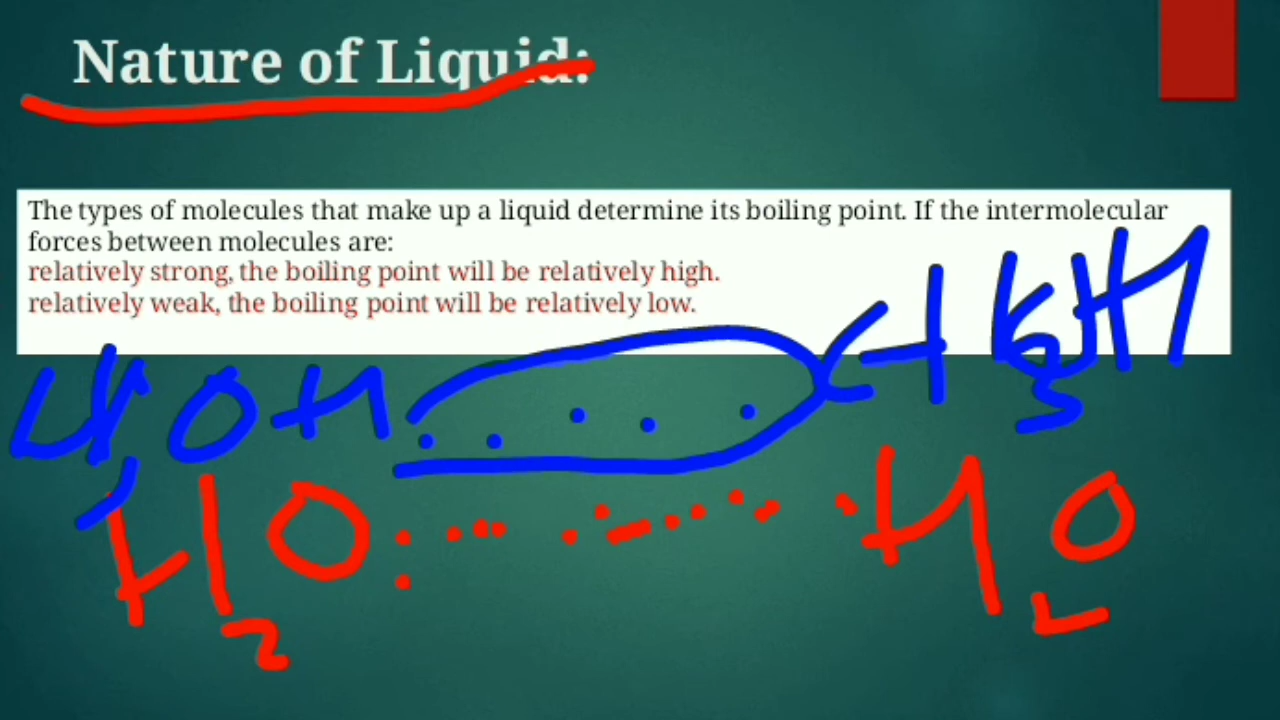 Nature of Liquid:
The types of molecules that make up a liquid determine its boiling point. If the intermolecular
forces between molecules are:
relatively strong, the boiling point will be relatively high.
relatively weak, the boiling point will be relatively low.
OH
H2O H2O